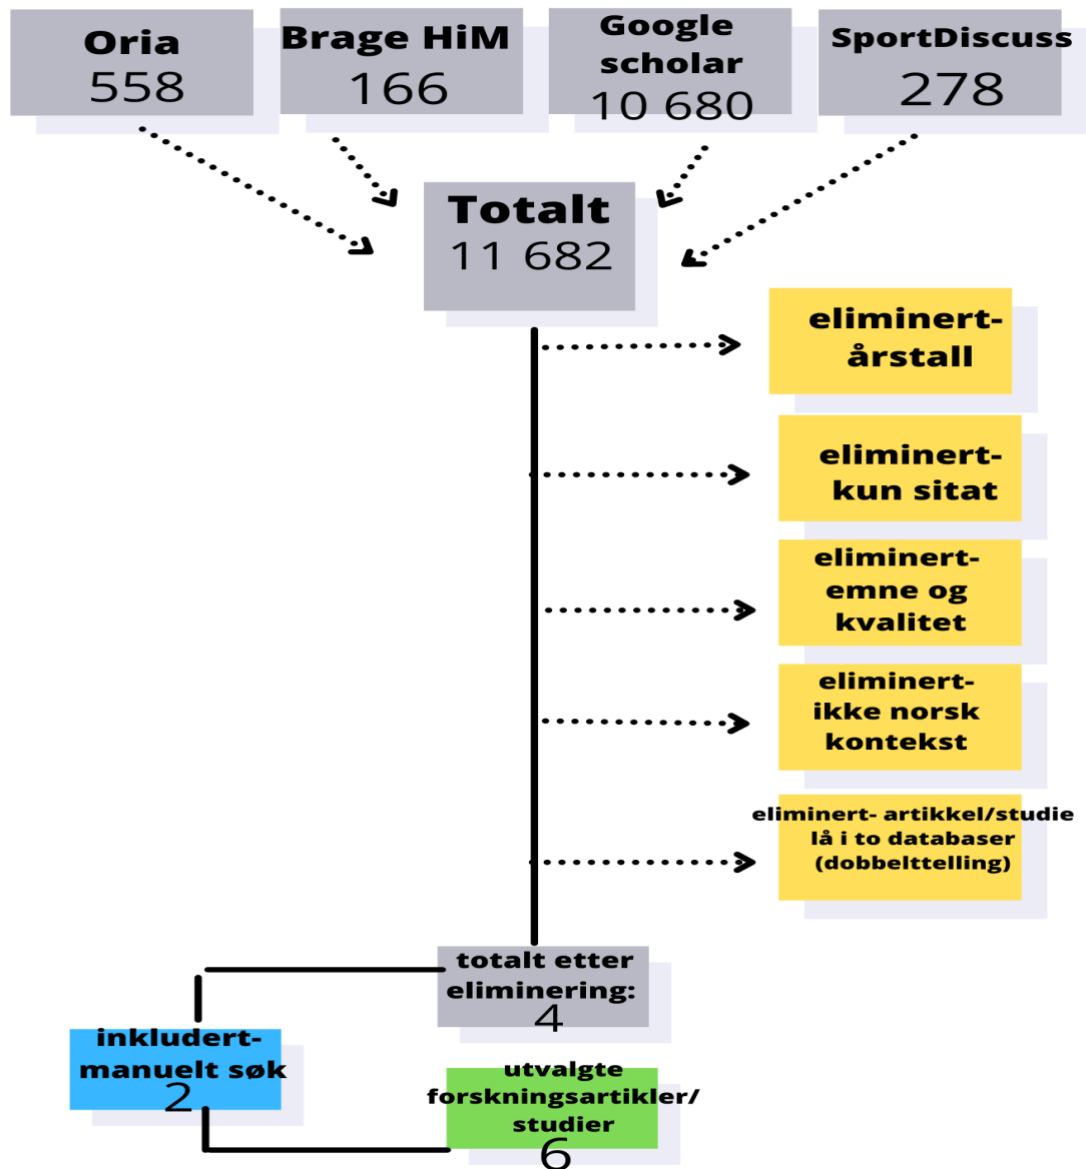 Oria
558
Brage HiM
166
Google
scholar
10 680
SportDiscuss
278
Totalt
11 682
eliminert-
årstall
eliminert-
kun sitat
eliminert-
emne og
kvalitet
eliminert-
ikke norsk
kontekst
eliminert- artikkel/studie
lå i to databaser
(dobbelttelling)
totalt etter
eliminering:
4
inkludert-
manuelt søk
2
utvalgte
forskningsartikler/
studier
6